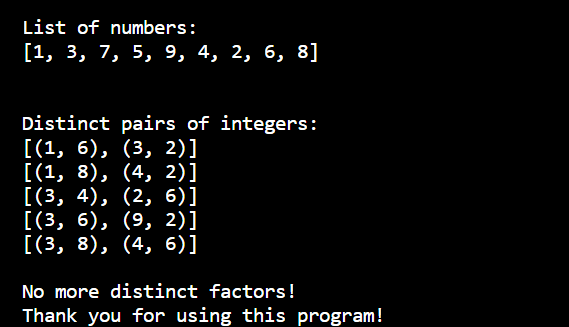 List of numbers:
[1, 3, 7, 5, 9, 4, 2, 6, 8]
Distinct pairs of integers:
[(1, 6), (3, 2)]
[(1, 8), (4, 2)]
[(3, 4), (2, 6)]
[(3, 6), (9, 2)]
[(3, 8), (4, 6)]
No more distinct factors!
Thank you for using this program!